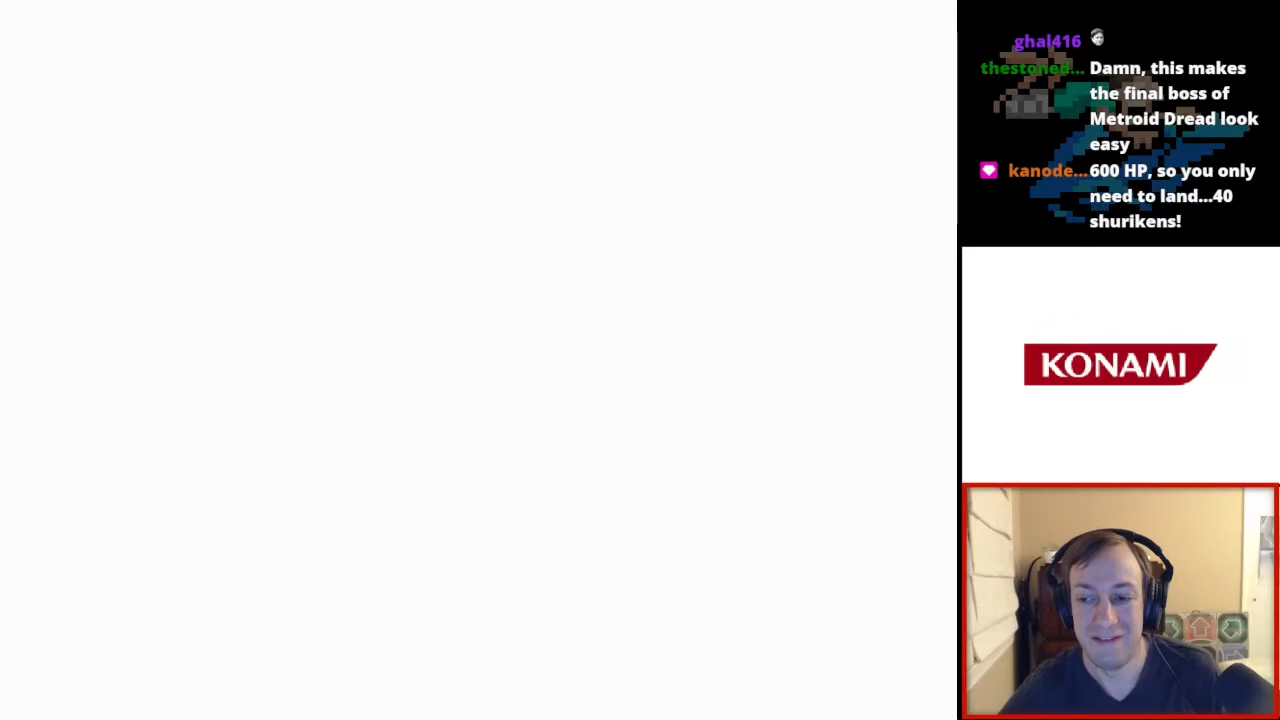 ghal416
thestoned... Damn, this makes
the final boss of
Metroid Dread look
easy
kanode... 600 HP, so you only
need to land...40
shurikens!
KONAMI